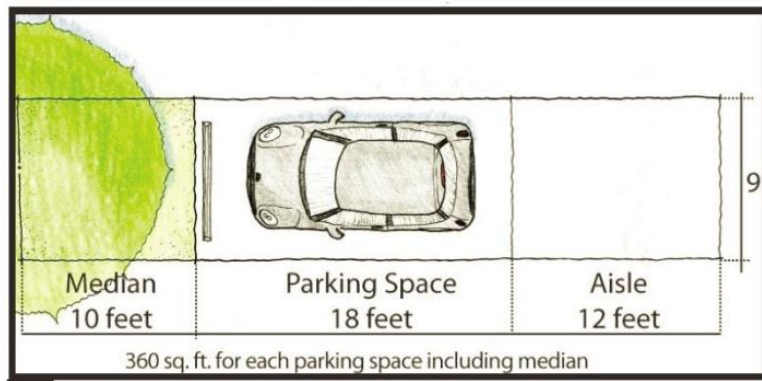 9
Median
10 feet
Parking Space
18 feet
Aisle
12 feet
360 sq. ft. for each parking space including median